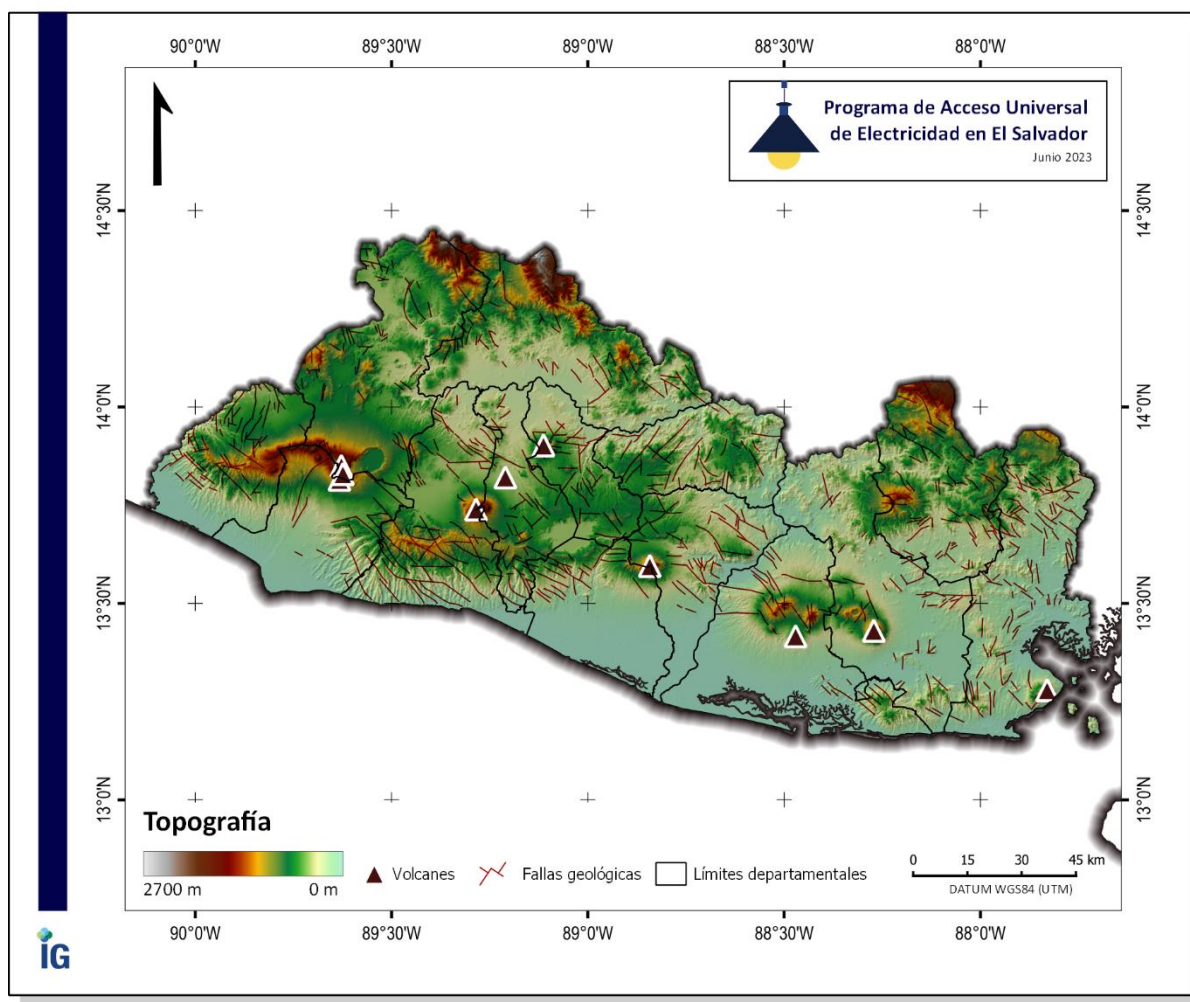 90°0'W 89°30'W 89°0'W 88°30'W 88°0'W
Programa de Acceso Universal
de Electricidad en El Salvador
Junio 2023
14°30'N 14°30'N
14°0'N 14°0'N
13°30'N 13°30'N
13°0'N 13°0'N
Topografía
2700 m 0 m
Volcanes
Fallas geológicas
Límites departamentales
0 15 30 45 km
DATUM WGS84 (UTM)
90°0'W 89°30'W 89°0'W 88°30'W 88°0'W
iG